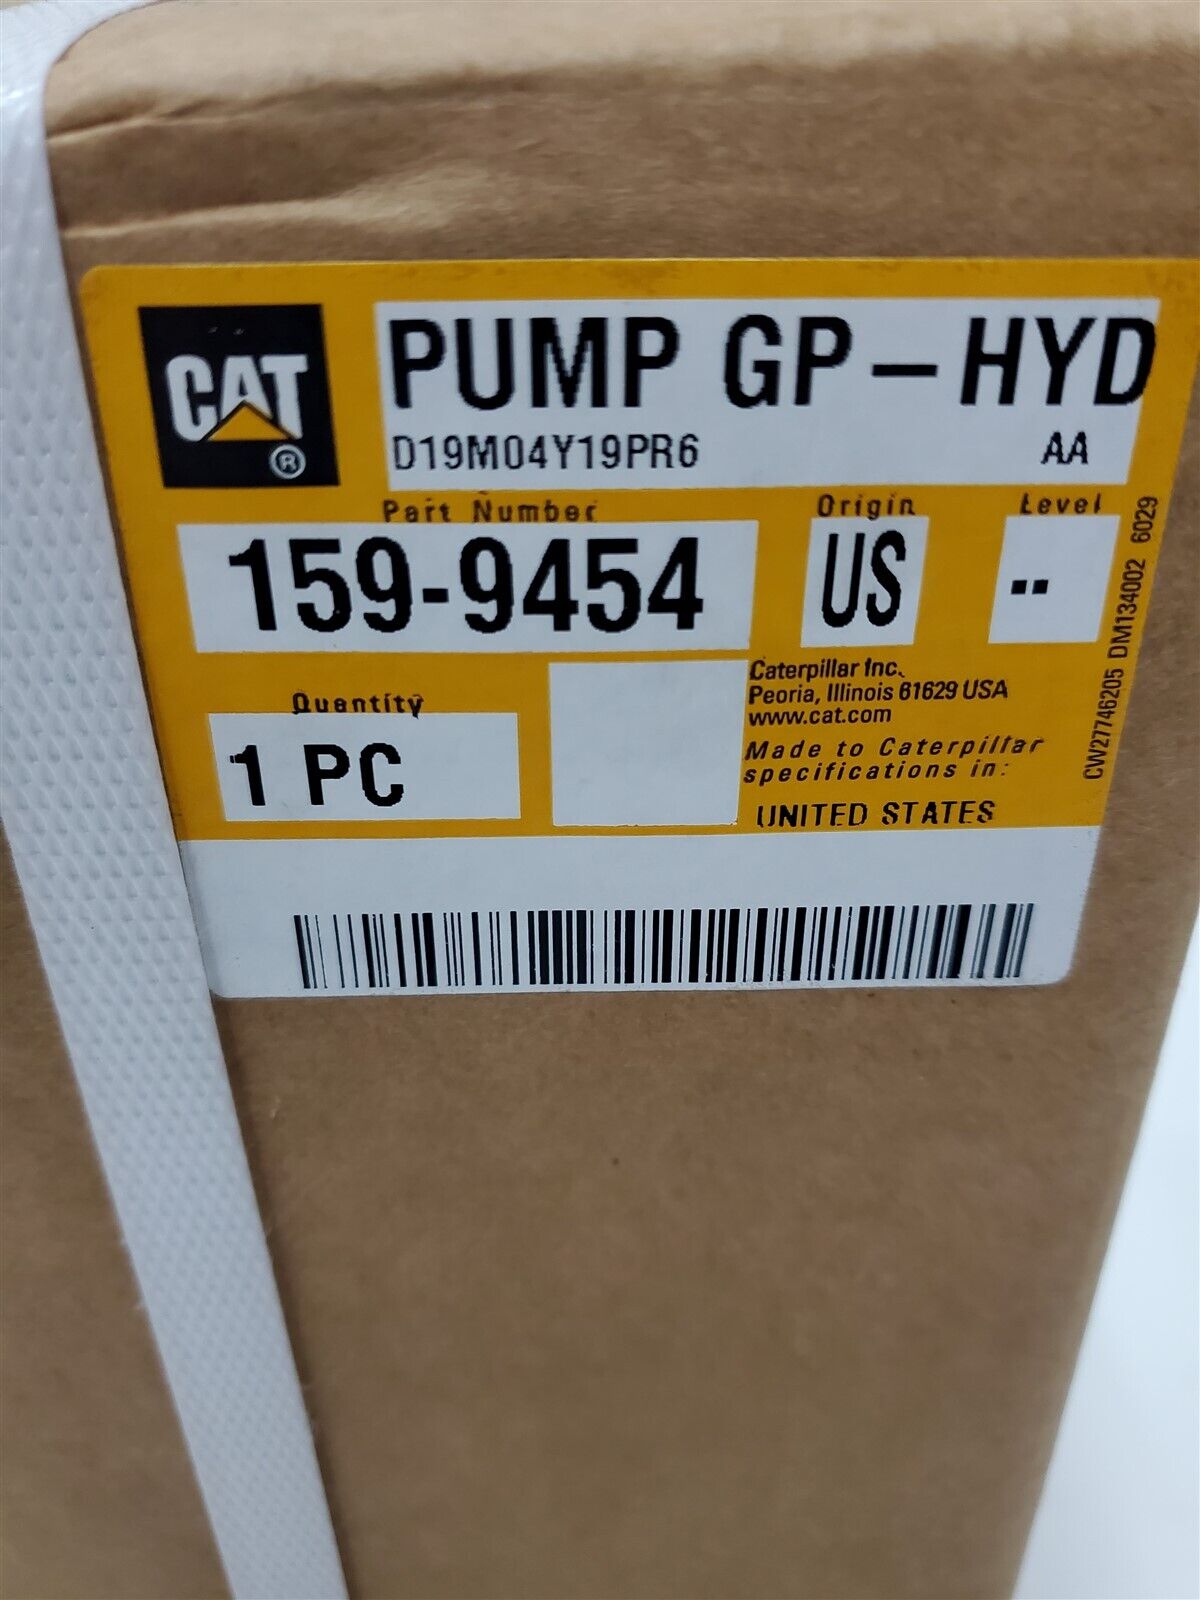 CAT
®
PUMP GP-HYD
D19M04Y19PR6 AA
Part Number Origin Level
159-9454 US --
Quantity
1 PC
Caterpillar Inc.
Peoria, Illinois 61629 USA
www.cat.com
Made to Caterpillar
specifications in:
UNITED STATES
CW27746205 DM134002 6029